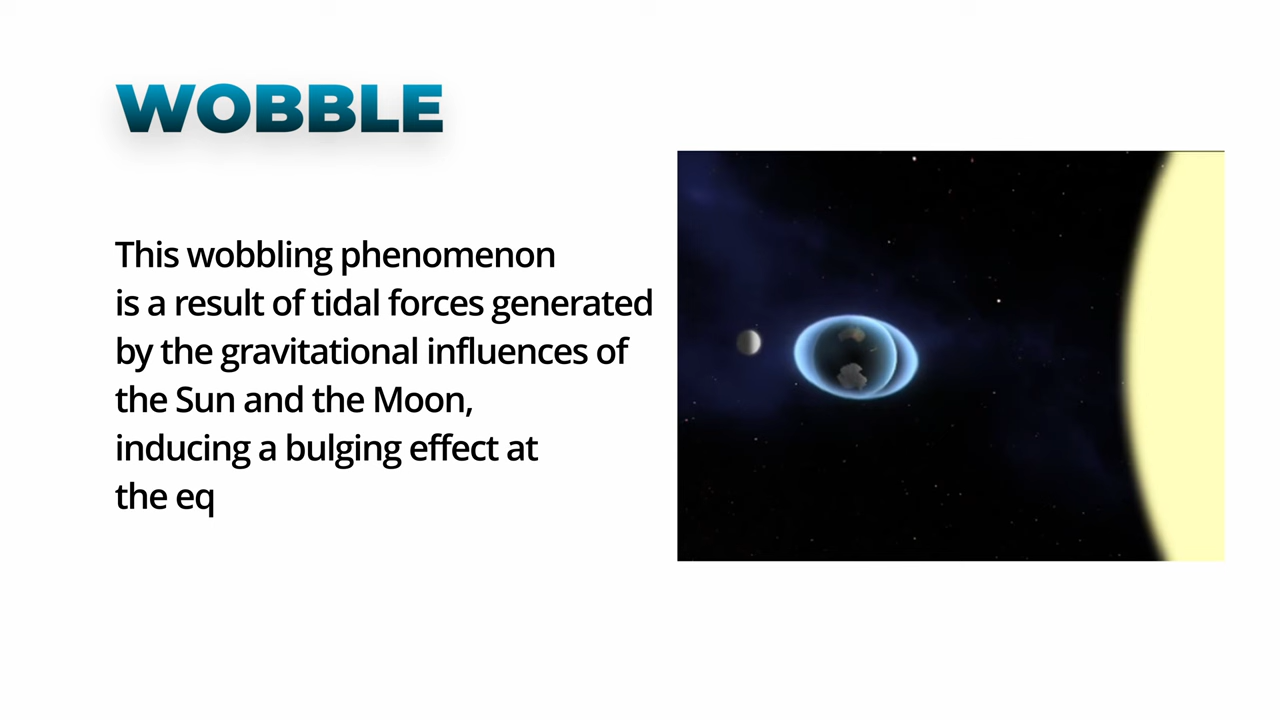 WOBBLE
This wobbling phenomenon
is a result of tidal forces generated
by the gravitational influences of
the Sun and the Moon,
inducing a bulging effect at
the eq